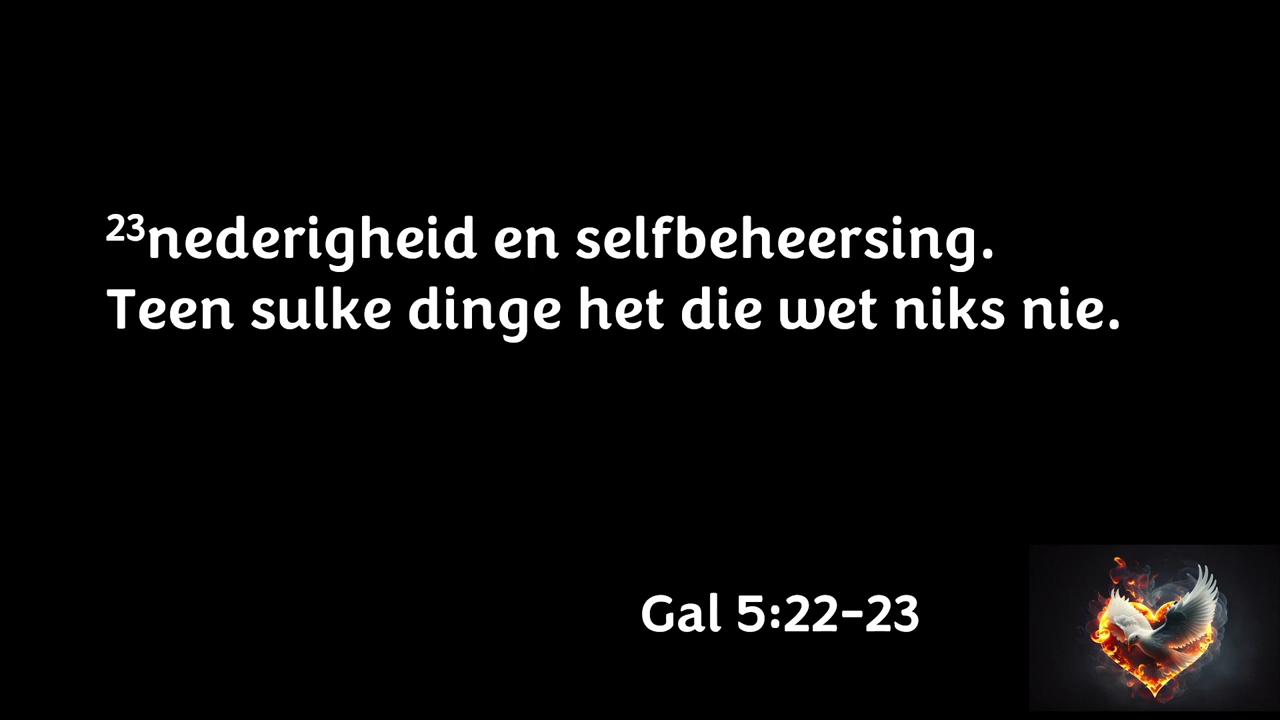 ²³nederigheid en selfbeheersing.
Teen sulke dinge het die wet niks nie.
Gal 5:22-23